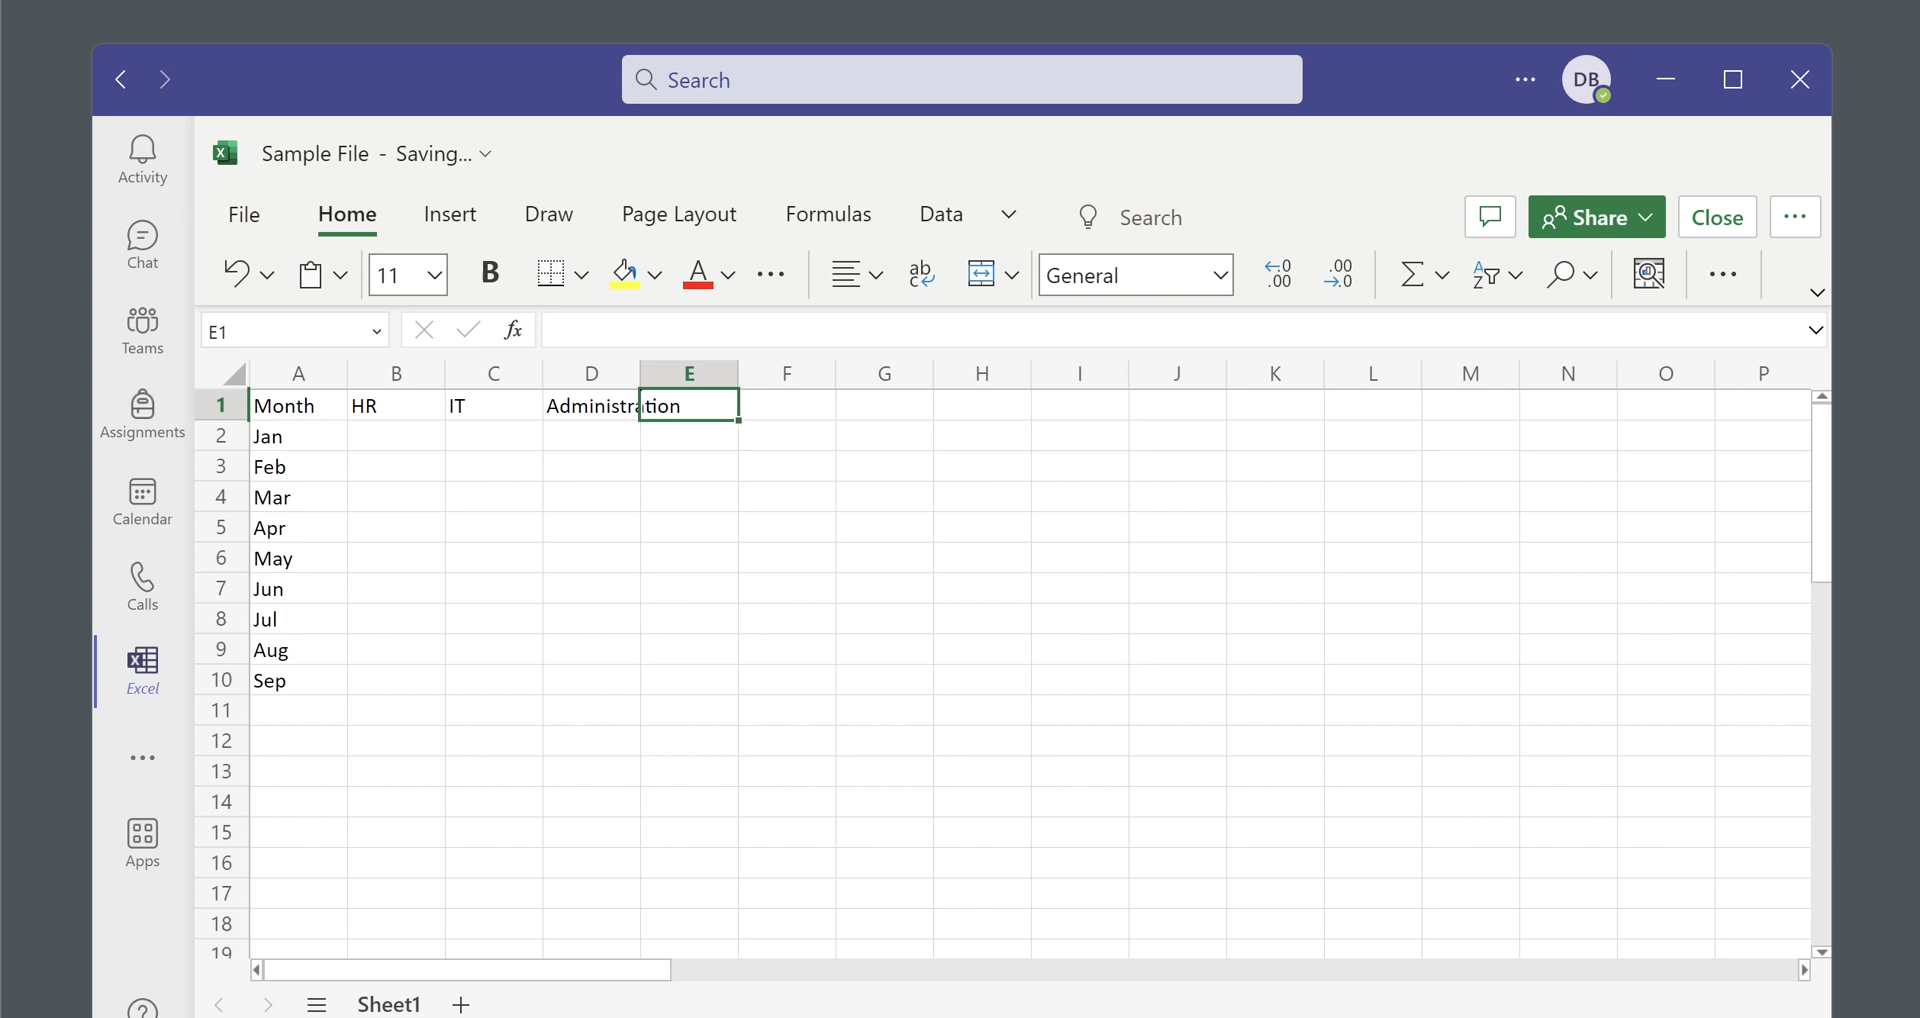 Search
DB
Activity
Chat
Teams
Assignments
Calendar
Calls
Excel
Apps
Sample File - Saving...
File Home Insert Draw Page Layout Formulas Data Search Share Close
11 B A ab c General .0 .00 .00 .0 A Z
E1 fx
A B C D E F G H I J K L M N O P
1 Month HR IT Administration
2 Jan
3 Feb
4 Mar
5 Apr
6 May
7 Jun
8 Jul
9 Aug
10 Sep
11
12
13
14
15
16
17
18
19
Sheet1